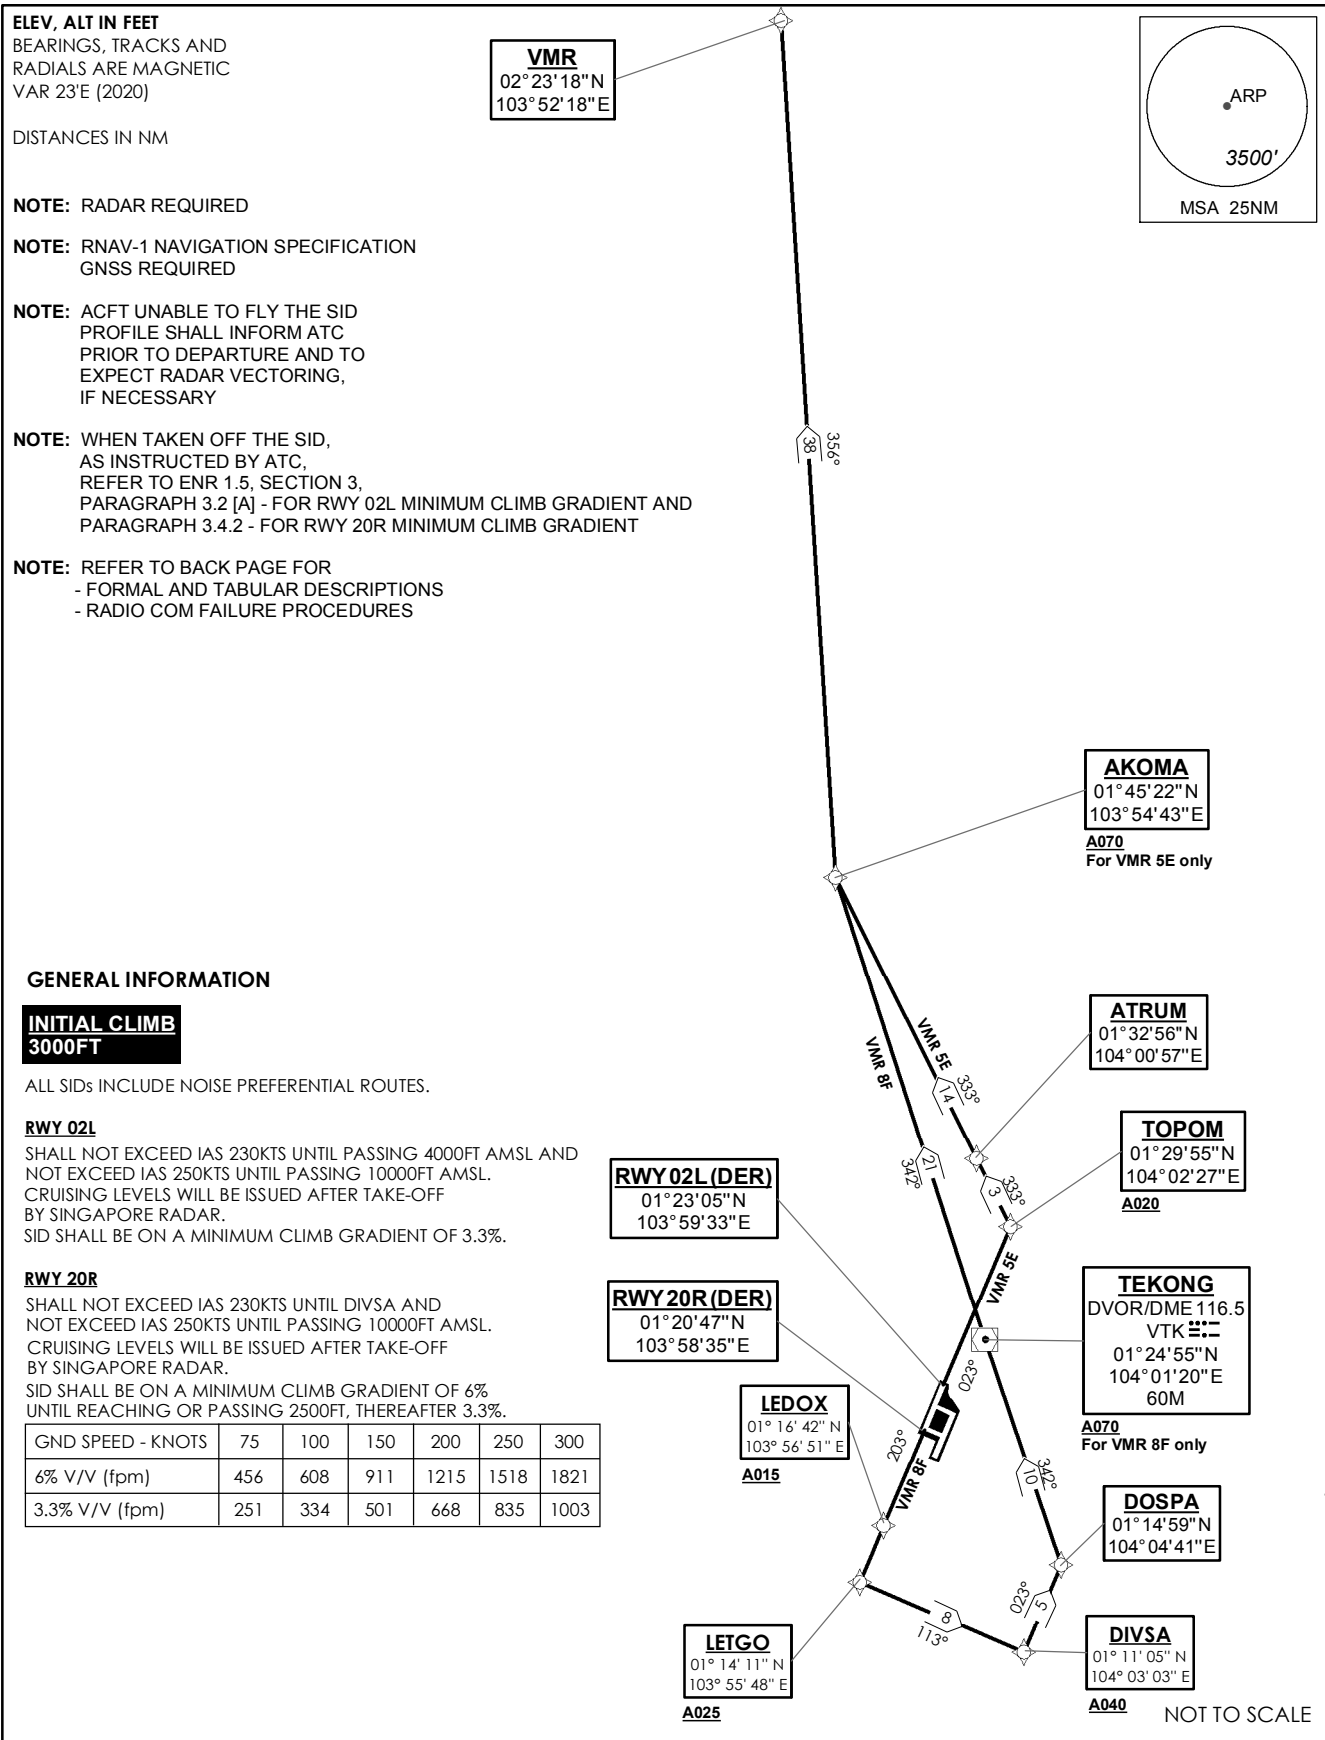 ELEV, ALT IN FEET
BEARINGS, TRACKS AND
RADIALS ARE MAGNETIC
VAR 23'E (2020)
DISTANCES IN NM
NOTE: RADAR REQUIRED
NOTE: RNAV-1 NAVIGATION SPECIFICATION
GNSS REQUIRED
NOTE: ACFT UNABLE TO FLY THE SID
PROFILE SHALL INFORM ATC
PRIOR TO DEPARTURE AND TO
EXPECT RADAR VECTORING,
IF NECESSARY
NOTE: WHEN TAKEN OFF THE SID,
AS INSTRUCTED BY ATC,
REFER TO ENR 1.5, SECTION 3,
PARAGRAPH 3.2 [A] - FOR RWY 02L MINIMUM CLIMB GRADIENT AND
PARAGRAPH 3.4.2 - FOR RWY 20R MINIMUM CLIMB GRADIENT
NOTE: REFER TO BACK PAGE FOR
- FORMAL AND TABULAR DESCRIPTIONS
- RADIO COM FAILURE PROCEDURES
VMR
02°23'18"N
103°52'18"E
ARP
3500'
MSA 25NM
38
356°
AKOMA
01°45'22"N
103°54'43"E
A070
For VMR 5E only
GENERAL INFORMATION
INITIAL CLIMB
3000FT
ALL SIDs INCLUDE NOISE PREFERENTIAL ROUTES.
RWY 02L
SHALL NOT EXCEED IAS 230KTS UNTIL PASSING 4000FT AMSL AND
NOT EXCEED IAS 250KTS UNTIL PASSING 10000FT AMSL.
CRUISING LEVELS WILL BE ISSUED AFTER TAKE-OFF
BY SINGAPORE RADAR.
SID SHALL BE ON A MINIMUM CLIMB GRADIENT OF 3.3%.
RWY 20R
SHALL NOT EXCEED IAS 230KTS UNTIL DIVSA AND
NOT EXCEED IAS 250KTS UNTIL PASSING 10000FT AMSL.
CRUISING LEVELS WILL BE ISSUED AFTER TAKE-OFF
BY SINGAPORE RADAR.
SID SHALL BE ON A MINIMUM CLIMB GRADIENT OF 6%
UNTIL REACHING OR PASSING 2500FT, THEREAFTER 3.3%.
GND SPEED - KNOTS 75 100 150 200 250 300
6% V/V (fpm) 456 608 911 1215 1518 1821
3.3% V/V (fpm) 251 334 501 668 835 1003
ATRUM
01°32'56"N
104°00'57"E
VMR 5E
VMR 8F
14
333°
TOPOM
01°29'55"N
104°02'27"E
A020
21
342°
3
333°
RWY 02L (DER)
01°23'05"N
103°59'33"E
VMR 5E
RWY 20R (DER)
01°20'47"N
103°58'35"E
TEKONG
DVOR/DME 116.5
VTK
01°24'55"N
104°01'20"E
60M
A070
For VMR 8F only
023°
LEDOX
01° 16' 42" N
103° 56' 51" E
A015
203°
VMR 8F
10
342°
DOSPA
01°14'59"N
104°04'41"E
023°
5
8
113°
LETGO
01° 14' 11" N
103° 55' 48" E
A025
DIVSA
01° 11' 05" N
104° 03' 03" E
A040
NOT TO SCALE